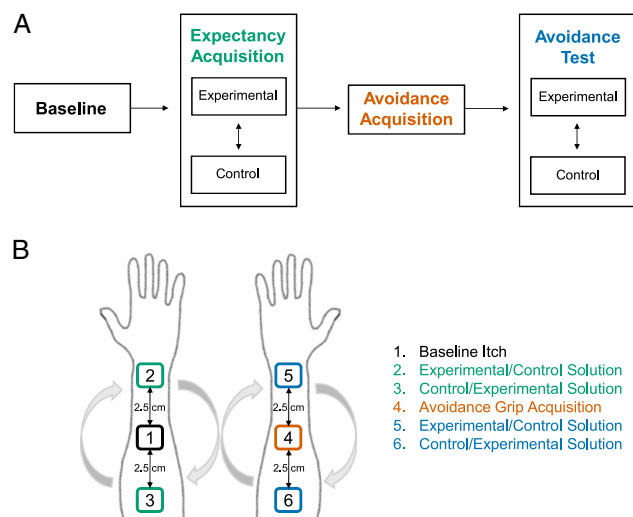 A
Baseline
Expectancy
Acquisition
Experimental
Control
Avoidance
Acquisition
Avoidance
Test
Experimental
Control
B
2
2.5 cm
1
2.5 cm
3
5
2.5 cm
4
2.5 cm
6
1. Baseline Itch
2. Experimental/Control Solution
3. Control/Experimental Solution
4. Avoidance Grip Acquisition
5. Experimental/Control Solution
6. Control/Experimental Solution